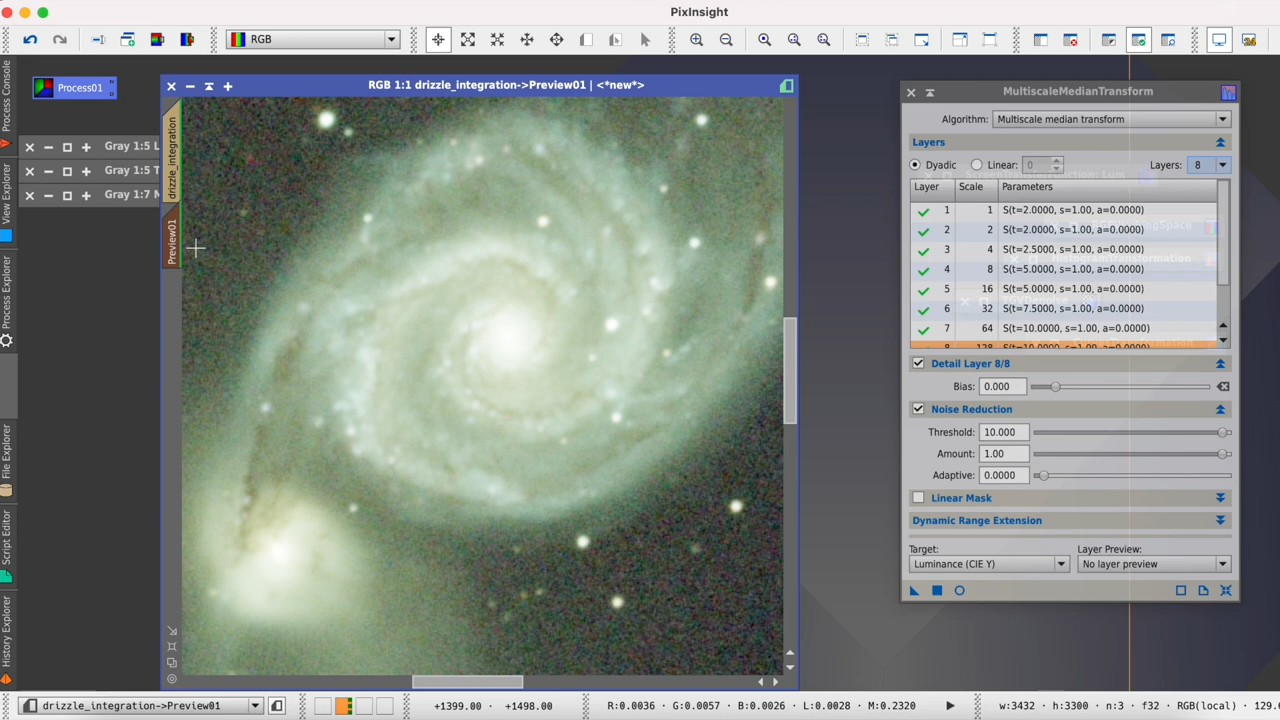 PixInsight
RGB
Process01
N
RGB 1:1 drizzle_integration->Preview01 | <*new*>
drizzle_integration
Preview01
Gray 1:5 L
Gray 1:5 T
Gray 1:7 M
Process Console
View Explorer
Process Explorer
File Explorer
Script Editor
History Explorer
MultiscaleMedianTransform
Algorithm: Multiscale median transform
Layers
Dyadic Linear: 0 Layers: 8
Layer Scale Parameters
1 1 S(t=2.0000, s=1.00, a=0.0000)
2 2 S(t=2.0000, s=1.00, a=0.0000)
3 4 S(t=2.5000, s=1.00, a=0.0000)
4 8 S(t=5.0000, s=1.00, a=0.0000)
5 16 S(t=5.0000, s=1.00, a=0.0000)
6 32 S(t=7.5000, s=1.00, a=0.0000)
7 64 S(t=10.0000, s=1.00, a=0.0000)
8 128 S(t=10.0000, s=1.00, a=0.0000)
Detail Layer 8/8
Bias: 0.000
Noise Reduction
Threshold: 10.000
Amount: 1.00
Adaptive: 0.0000
Linear Mask
Dynamic Range Extension
Target: Layer Preview:
Luminance (CIE Y) No layer preview
drizzle_integration->Preview01
+1399.00 +1498.00
R:0.0036 G:0.0057 B:0.0026 L:0.0028 M:0.2320
w:3432 h:3300 n:3 f32 RGB(local) 129.